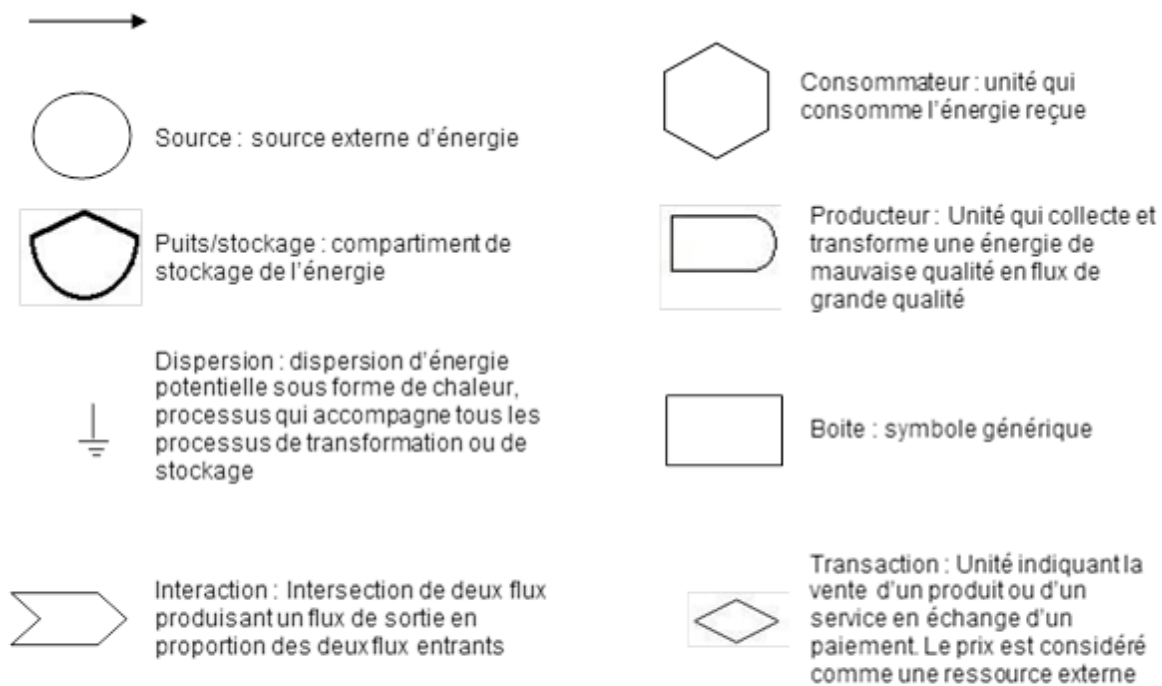 Source : source externe d'énergie
Puits/stockage : compartiment de
stockage de l'énergie
Dispersion : dispersion d'énergie
potentielle sous forme de chaleur,
processus qui accompagne tous les
processus de transformation ou de
stockage
Interaction : Intersection de deux flux
produisant un flux de sortie en
proportion des deux flux entrants
Consommateur : unité qui
consomme l'énergie reçue
Producteur : Unité qui collecte et
transforme une énergie de
mauvaise qualité en flux de
grande qualité
Boite : symbole générique
Transaction : Unité indiquant la
vente d'un produit ou d'un
service en échange d'un
paiement. Le prix est considéré
comme une ressource externe